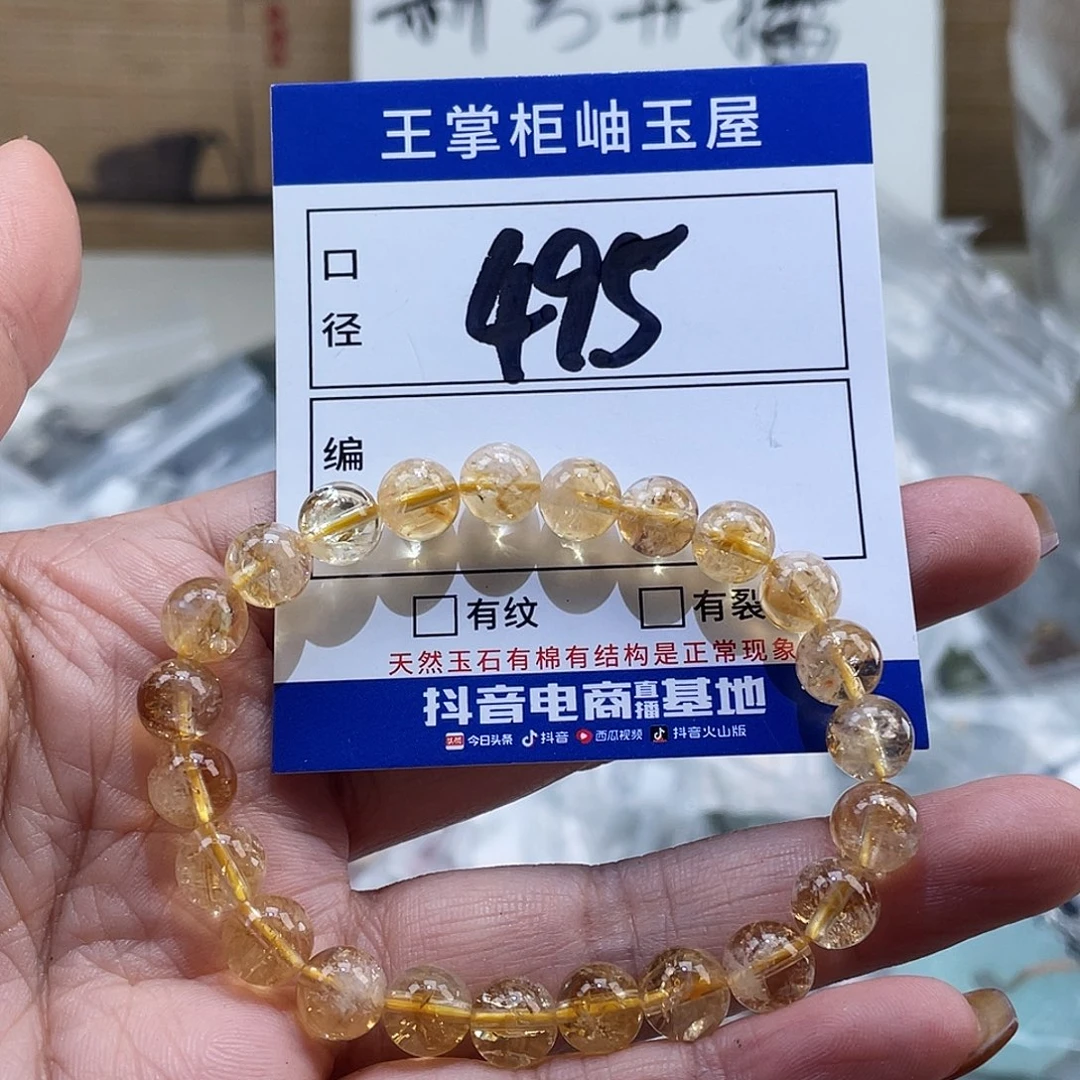 王掌柜岫玉屋
口径
495
编
有纹 有裂
天然玉石有棉有结构是正常现象
抖音电商直播基地
今日头条 抖音 西瓜视频 抖音火山版